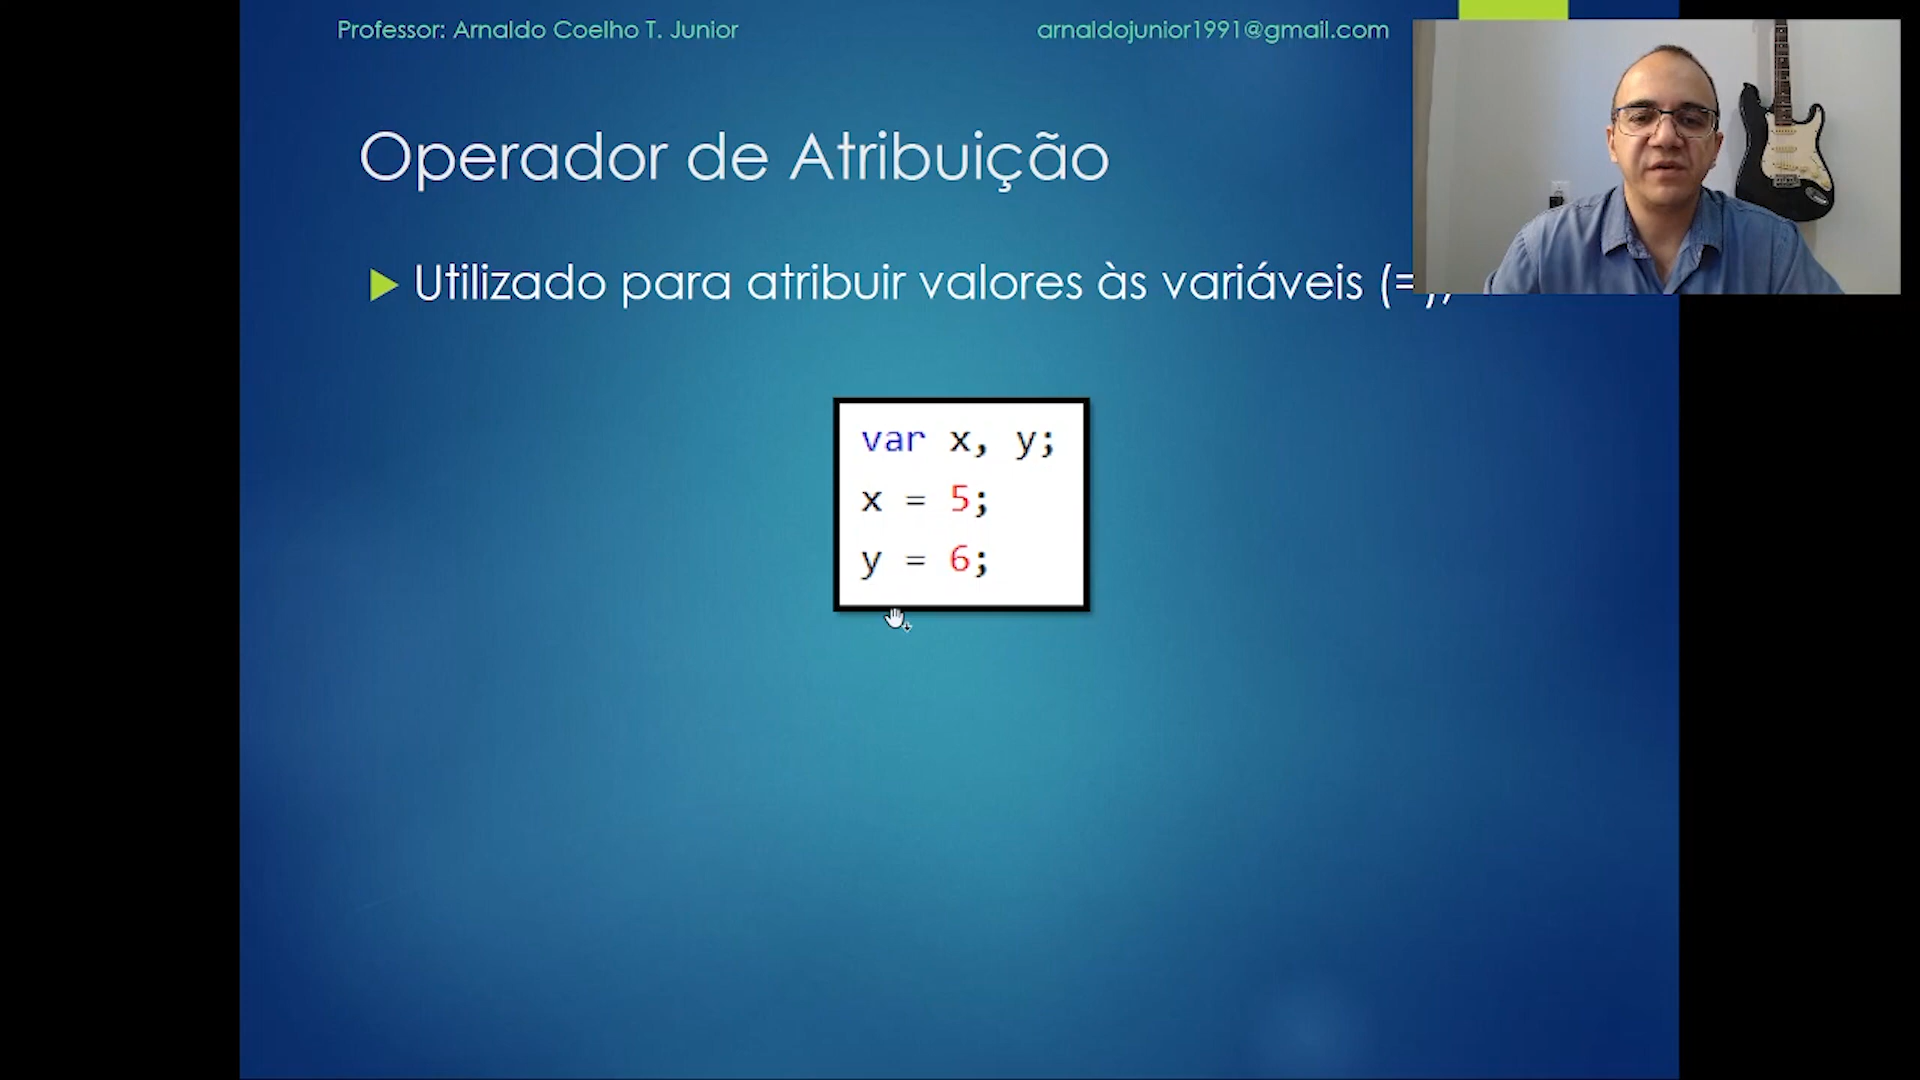 Professor: Arnaldo Coelho T. Junior
arnaldojunior1991@gmail.com
Operador de Atribuição
Utilizado para atribuir valores às variáveis (=);
var x, y;
x = 5;
y = 6;